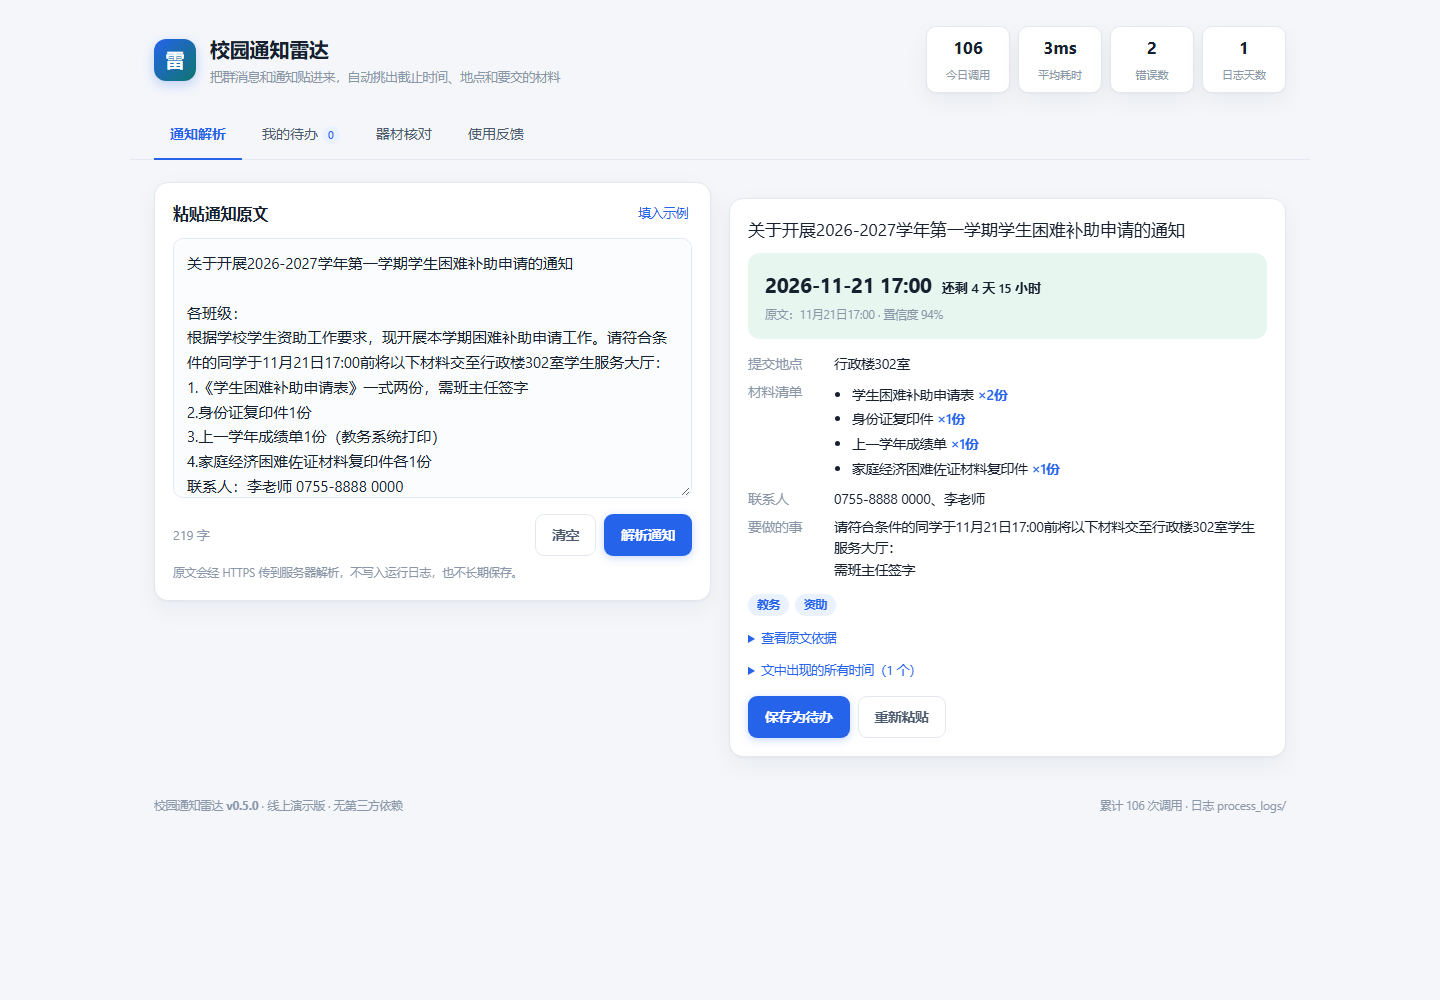 雷
校园通知雷达
把群消息和通知贴进来，自动挑出截止时间、地点和要交的材料
106
今日调用
3ms
平均耗时
2
错误数
1
日志天数
通知解析
我的待办 0
器材核对
使用反馈
粘贴通知原文
填入示例
关于开展2026-2027学年第一学期学生困难补助申请的通知
各班级：
根据学校学生资助工作要求，现开展本学期困难补助申请工作。请符合条
件的同学于11月21日17:00前将以下材料交至行政楼302室学生服务大厅：
1.《学生困难补助申请表》一式两份，需班主任签字
2.身份证复印件1份
3.上一学年成绩单1份（教务系统打印）
4.家庭经济困难佐证材料复印件各1份
联系人：李老师 0755-8888 0000
219 字
清空
解析通知
原文会经 HTTPS 传到服务器解析，不写入运行日志，也不长期保存。
关于开展2026-2027学年第一学期学生困难补助申请的通知
2026-11-21 17:00 还剩 4 天 15 小时
原文：11月21日17:00 · 置信度 94%
提交地点 行政楼302室
材料清单
学生困难补助申请表 ×2份
身份证复印件 ×1份
上一学年成绩单 ×1份
家庭经济困难佐证材料复印件 ×1份
联系人 0755-8888 0000、李老师
要做的事 请符合条件的同学于11月21日17:00前将以下材料交至行政楼302室学生
服务大厅：
需班主任签字
教务 资助
查看原文依据
文中出现的所有时间（1 个）
保存为待办
重新粘贴
校园通知雷达 v0.5.0 · 线上演示版 · 无第三方依赖
累计 106 次调用 · 日志 process_logs/